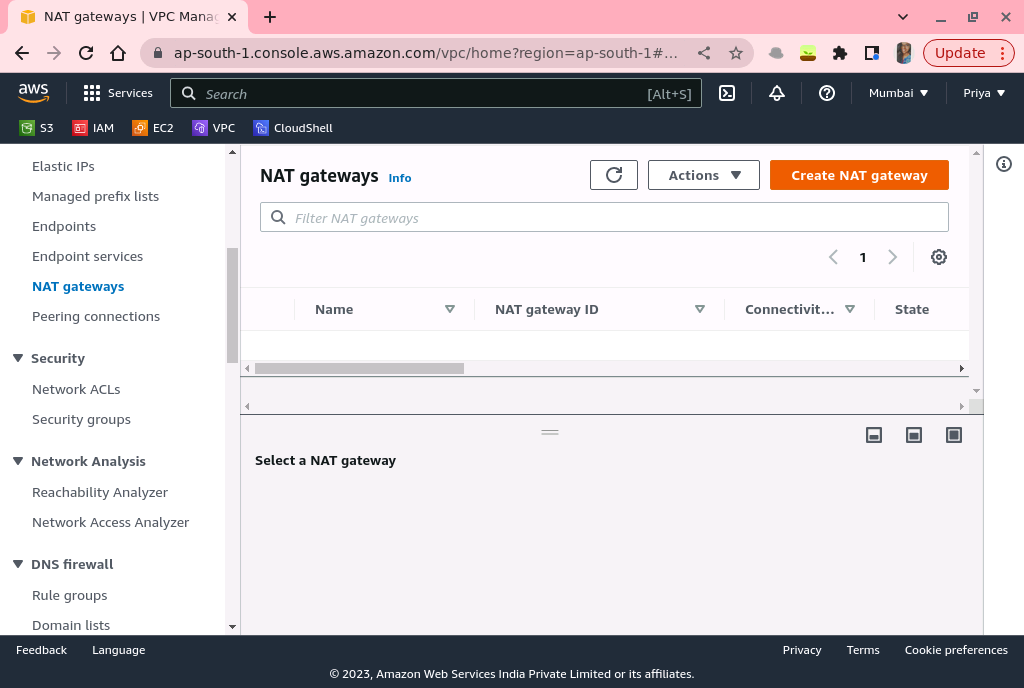 NAT gateways | VPC Mana
ap-south-1.console.aws.amazon.com/vpc/home?region=ap-south-1#...
Update
aws
Services
Search
[Alt+S]
Mumbai
Priya
S3
IAM
EC2
VPC
CloudShell
Elastic IPs
Managed prefix lists
Endpoints
Endpoint services
NAT gateways
Peering connections
Security
Network ACLs
Security groups
Network Analysis
Reachability Analyzer
Network Access Analyzer
DNS firewall
Rule groups
Domain lists
NAT gateways Info
Actions
Create NAT gateway
Filter NAT gateways
1
Name
NAT gateway ID
Connectivit...
State
Select a NAT gateway
Feedback
Language
Privacy
Terms
Cookie preferences
© 2023, Amazon Web Services India Private Limited or its affiliates.